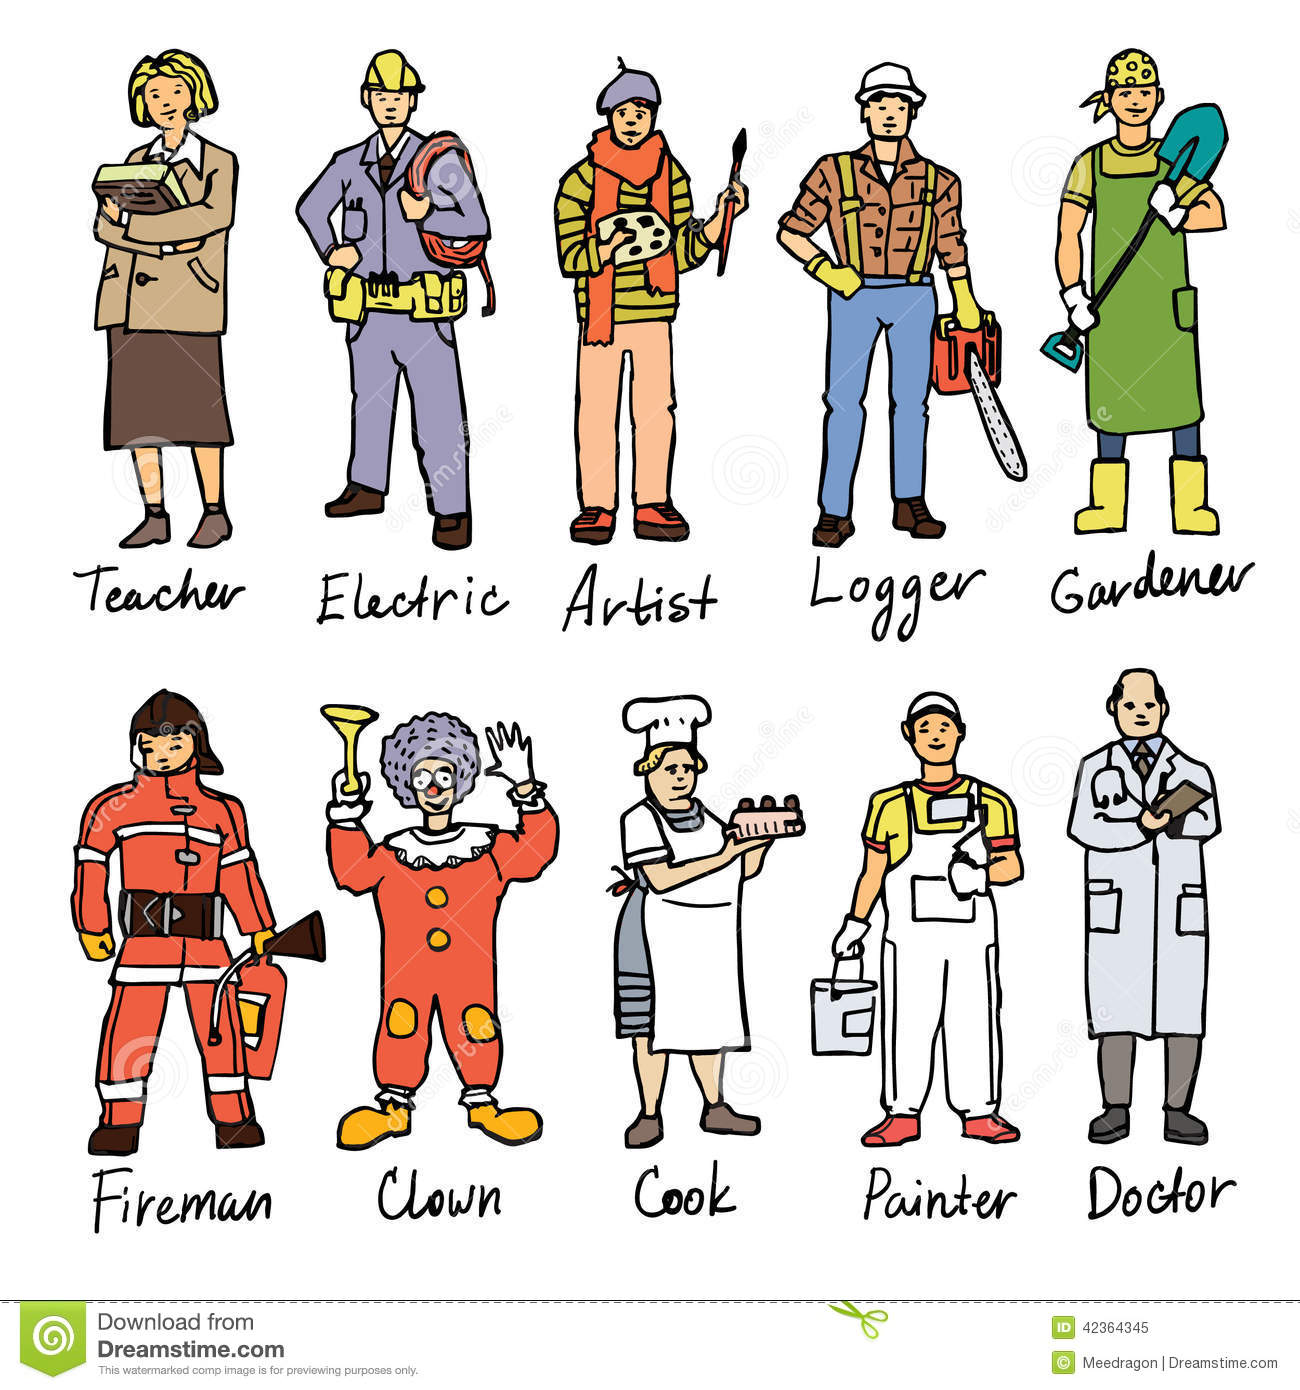 Teacher Electric Artist Logger Gardener
Fireman Clown Cook Painter Doctor
Download from
Dreamstime.com
This watermarked comp image is for previewing purposes only.
ID 42364345
© Meedragon | Dreamstime.com